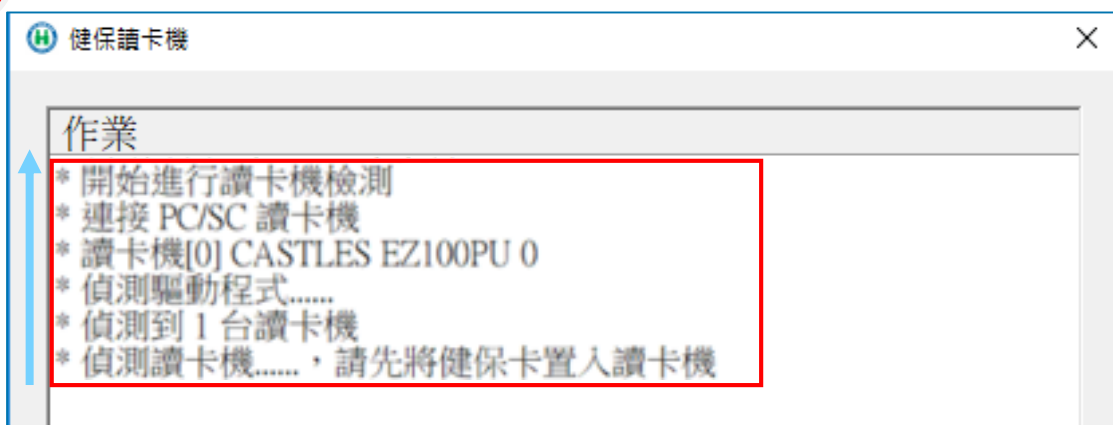 健保讀卡機
作業
* 開始進行讀卡機檢測
* 連接 PC/SC 讀卡機
* 讀卡機[0] CASTLES EZ100PU 0
* 偵測驅動程式......
* 偵測到 1 台讀卡機
* 偵測讀卡機......，請先將健保卡置入讀卡機